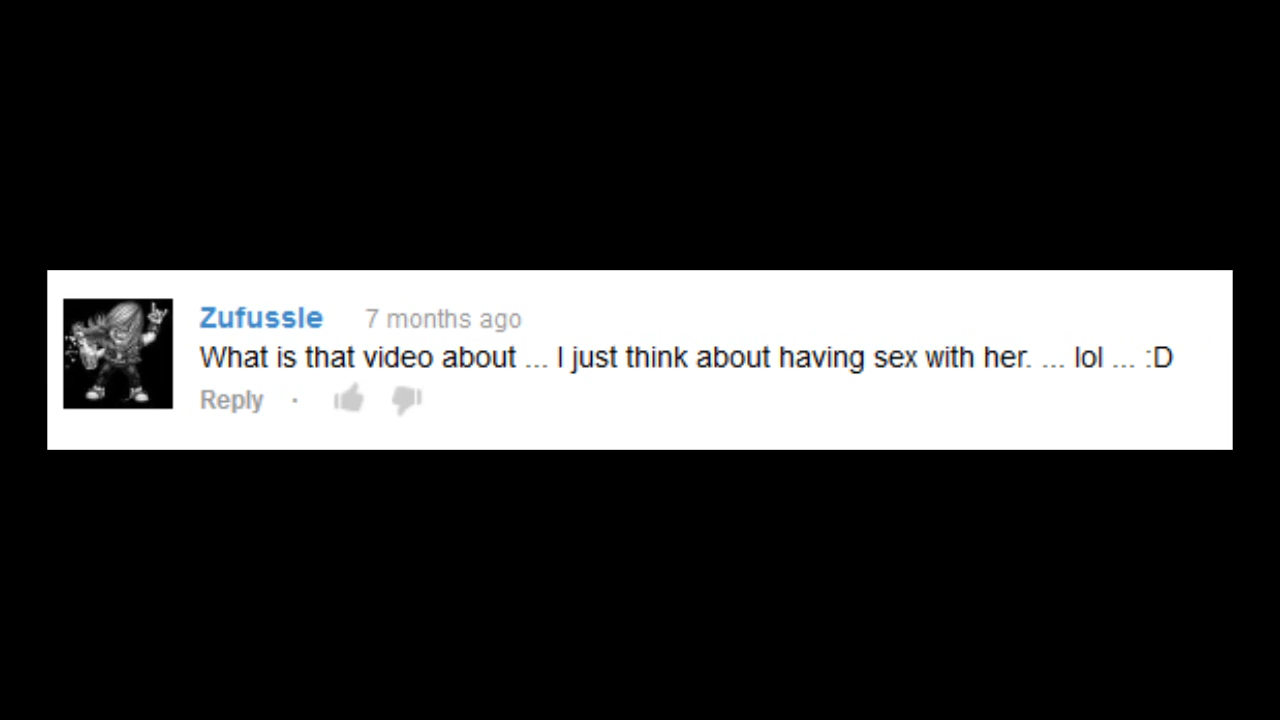 Zufussle 7 months ago
What is that video about ... I just think about having sex with her. ... lol ... :D
Reply ·